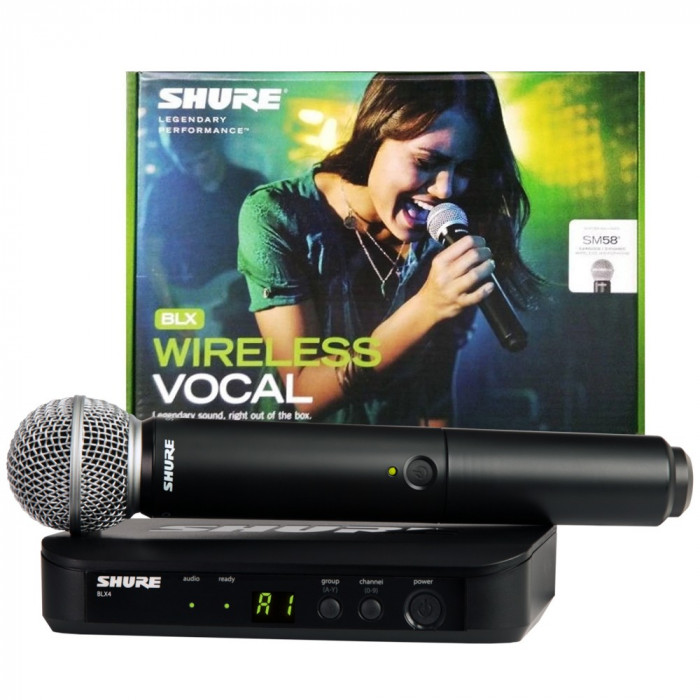 SHURE
LEGENDARY
PERFORMANCE™
SM58®
BLX
WIRELESS
VOCAL
Legendary sound, right out of the box.
SHURE
SHURE
SHURE
BLX4
audio
ready
A1
group
(A-F)
channel
(0-9)
power